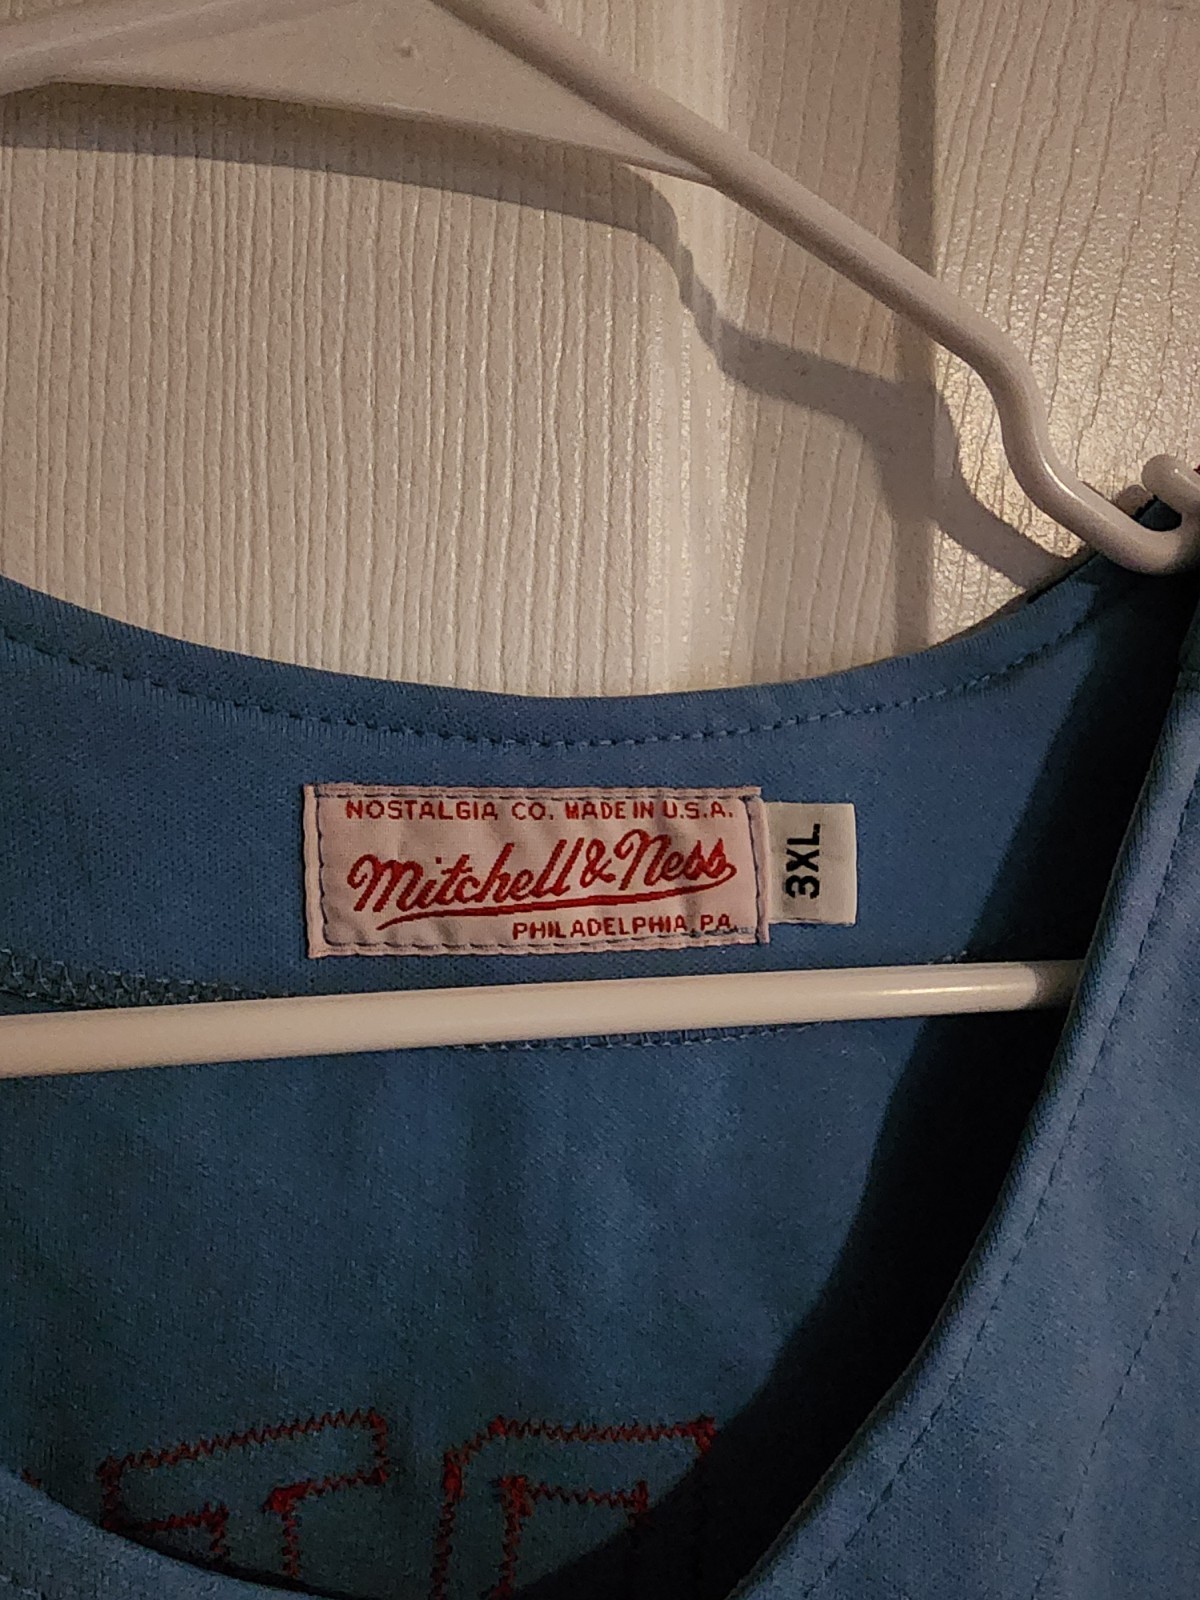 NOSTALGIA CO. MADE IN U.S.A.
Mitchell & Ness
PHILADELPHIA, PA.
3XL